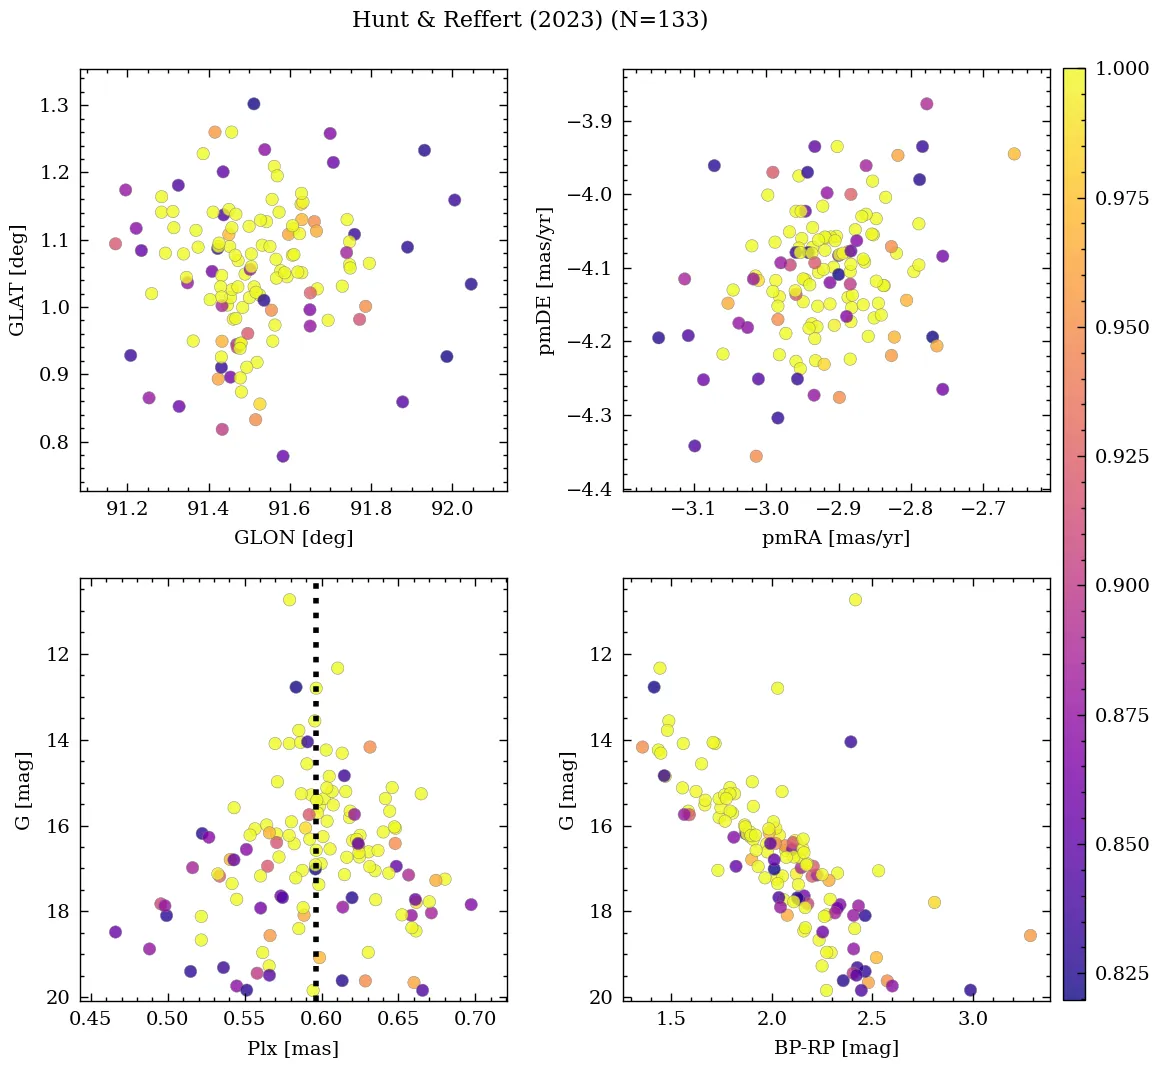 Hunt & Reffert (2023) (N=133)
1.3
1.2
1.1
1.0
0.9
0.8
GLAT [deg]
91.2 91.4 91.6 91.8 92.0
GLON [deg]
−3.9
−4.0
−4.1
−4.2
−4.3
−4.4
pmDE [mas/yr]
−3.1 −3.0 −2.9 −2.8 −2.7
pmRA [mas/yr]
12
14
16
18
20
G [mag]
0.45 0.50 0.55 0.60 0.65 0.70
Plx [mas]
12
14
16
18
20
G [mag]
1.5 2.0 2.5 3.0
BP-RP [mag]
1.000
0.975
0.950
0.925
0.900
0.875
0.850
0.825